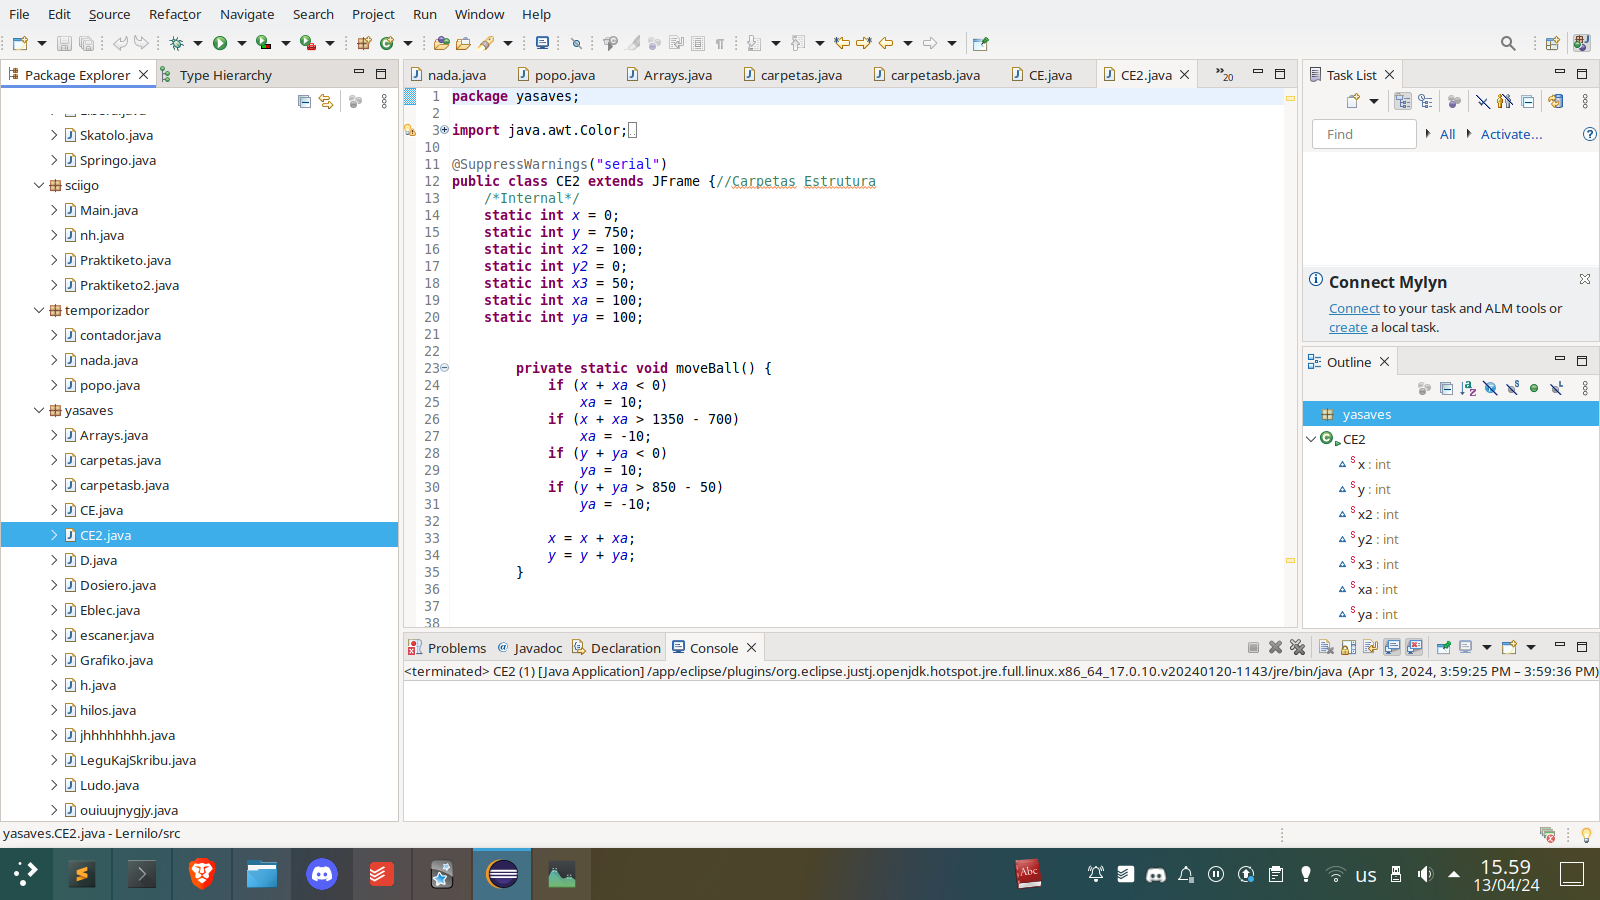 File Edit Source Refactor Navigate Search Project Run Window Help
Package Explorer
Type Hierarchy
Skatolo.java
Springo.java
sciigo
Main.java
nh.java
Praktiketo.java
Praktiketo2.java
temporizador
contador.java
nada.java
popo.java
yasaves
Arrays.java
carpetas.java
carpetasb.java
CE.java
CE2.java
D.java
Dosiero.java
Eblec.java
escaner.java
Grafiko.java
h.java
hilos.java
jhhhhhhhh.java
LeguKajSkribu.java
Ludo.java
ouiuujnygjy.java
nada.java popo.java Arrays.java carpetas.java carpetasb.java CE.java CE2.java »20
1 package yasaves;
2
3 import java.awt.Color;
10
11 @SuppressWarnings("serial")
12 public class CE2 extends JFrame {//Carpetas Estrutura
13 /*Internal*/
14 static int x = 0;
15 static int y = 750;
16 static int x2 = 100;
17 static int y2 = 0;
18 static int x3 = 50;
19 static int xa = 100;
20 static int ya = 100;
21
22
23 private static void moveBall() {
24 if (x + xa < 0)
25 xa = 10;
26 if (x + xa > 1350 - 700)
27 xa = -10;
28 if (y + ya < 0)
29 ya = 10;
30 if (y + ya > 850 - 50)
31 ya = -10;
32
33 x = x + xa;
34 y = y + ya;
35 }
36
37
38
Task List
Find
All
Activate...
Connect Mylyn
Connect to your task and ALM tools or
create a local task.
Outline
yasaves
CE2
x : int
y : int
x2 : int
y2 : int
x3 : int
xa : int
ya : int
Problems @ Javadoc Declaration Console
<terminated> CE2 (1) [Java Application] /app/eclipse/plugins/org.eclipse.justj.openjdk.hotspot.jre.full.linux.x86_64_17.0.10.v20240120-1143/jre/bin/java (Apr 13, 2024, 3:59:25 PM – 3:59:36 PM)
yasaves.CE2.java - Lernilo/src
Abc
us
15.59
13/04/24